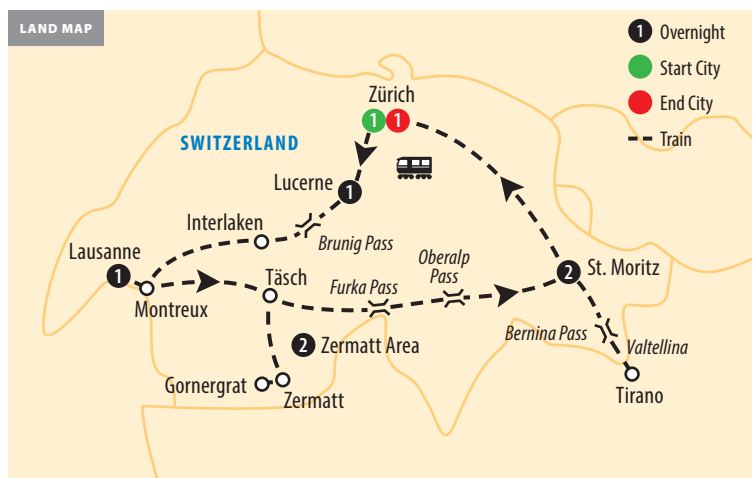 LAND MAP
1 Overnight
Start City
End City
Train
Zürich
1 1
SWITZERLAND
Lucerne
1
Interlaken
Brunig Pass
Lausanne
1
Montreux
Täsch
Furka Pass
Oberalp
Pass
2 St. Moritz
Bernina Pass
Valtellina
2 Zermatt Area
Gornergrat
Zermatt
Tirano